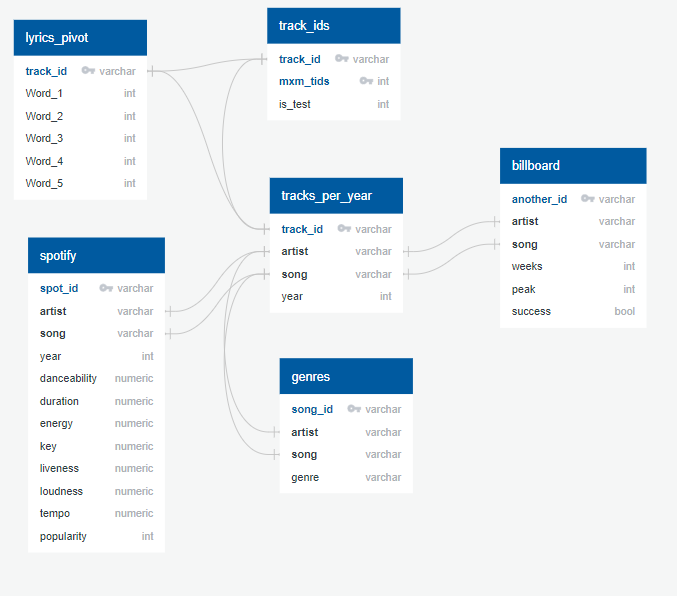 lyrics_pivot
track_id varchar
Word_1 int
Word_2 int
Word_3 int
Word_4 int
Word_5 int
track_ids
track_id varchar
mxm_tids int
is_test int
tracks_per_year
track_id varchar
artist varchar
song varchar
year int
billboard
another_id varchar
artist varchar
song varchar
weeks int
peak int
success bool
spotify
spot_id varchar
artist varchar
song varchar
year int
danceability numeric
duration numeric
energy numeric
key numeric
liveness numeric
loudness numeric
tempo numeric
popularity int
genres
song_id varchar
artist varchar
song varchar
genre varchar